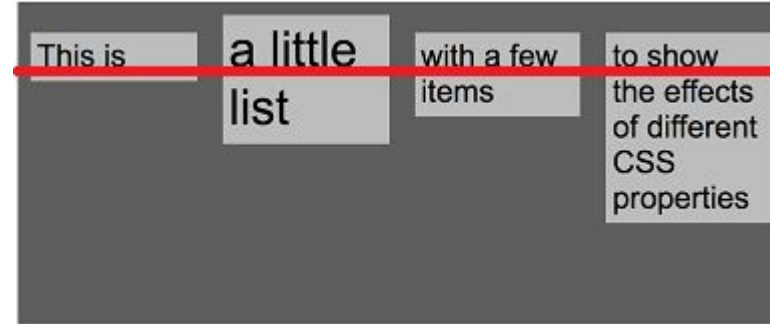 This is
a little
list
with a few
items
to show
the effects
of different
CSS
properties